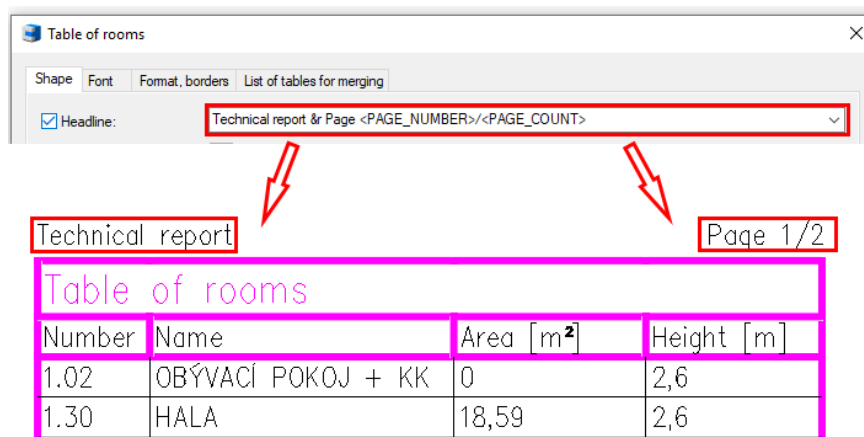 Table of rooms
Shape Font Format, borders List of tables for merging
Headline: Technical report &r Page <PAGE_NUMBER>/<PAGE_COUNT>
Technical report Page 1/2
Table of rooms
Number Name Area [m²] Height [m]
1.02 OBÝVACÍ POKOJ + KK 0 2,6
1.30 HALA 18,59 2,6